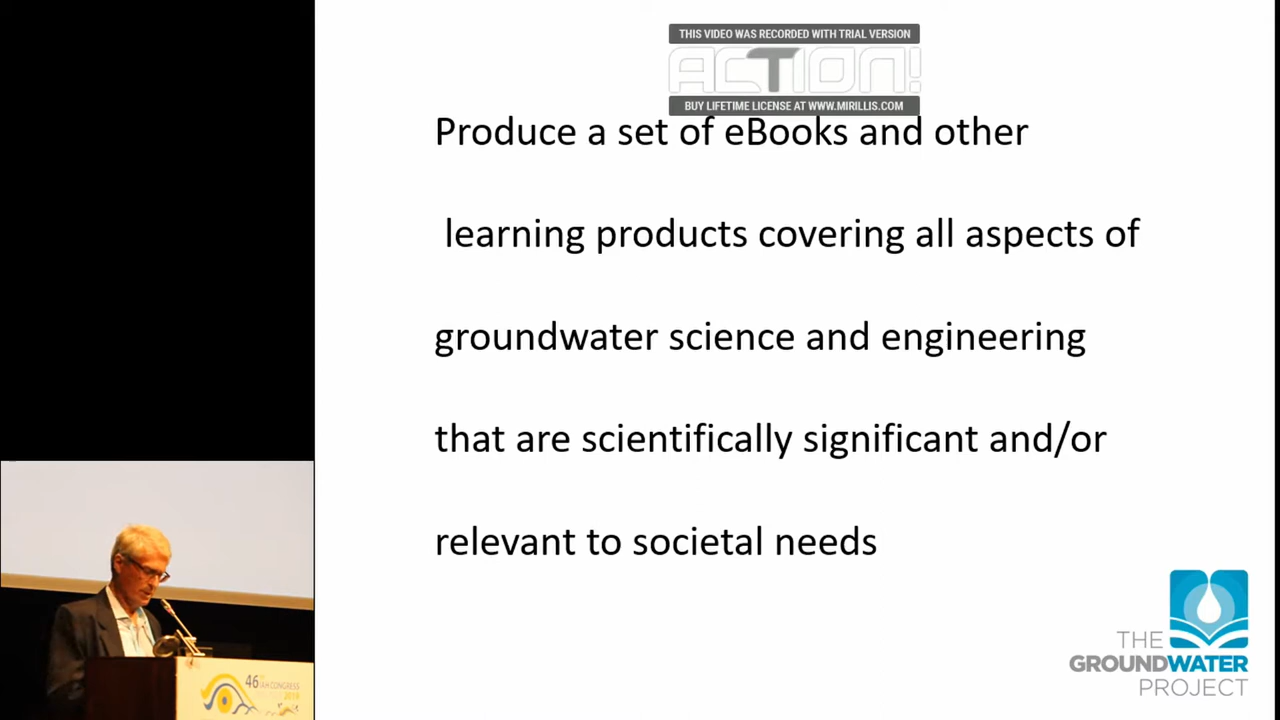 THIS VIDEO WAS RECORDED WITH TRIAL VERSION
ACTION!
BUY LIFETIME LICENSE AT WWW.MIRILLIS.COM
Produce a set of eBooks and other
learning products covering all aspects of
groundwater science and engineering
that are scientifically significant and/or
relevant to societal needs
THE
GROUNDWATER
PROJECT
46
IAH CONGRESS
2019